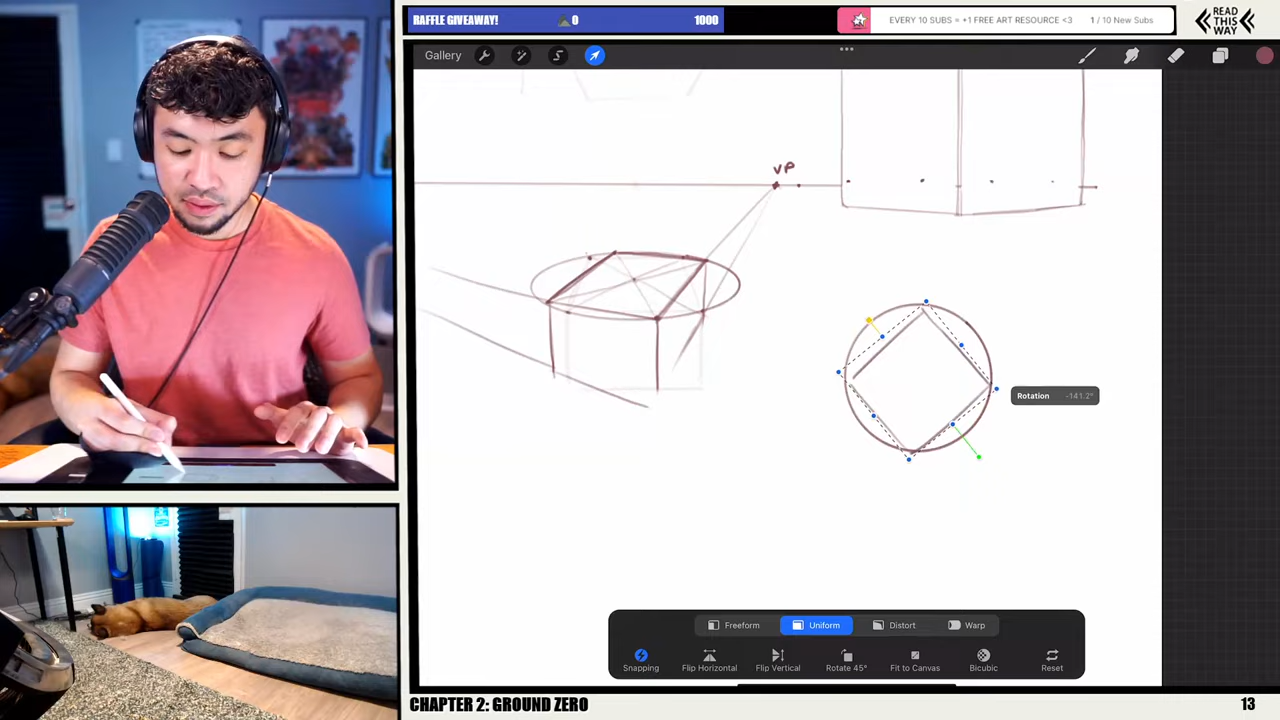 RAFFLE GIVEAWAY! 0 1000
EVERY 10 SUBS = +1 FREE ART RESOURCE <3 1 / 10 New Subs
READ
THIS
WAY
Gallery
VP
Rotation -141.2°
Freeform Uniform Distort Warp
Snapping Flip Horizontal Flip Vertical Rotate 45° Fit to Canvas Bicubic Reset
CHAPTER 2: GROUND ZERO 13